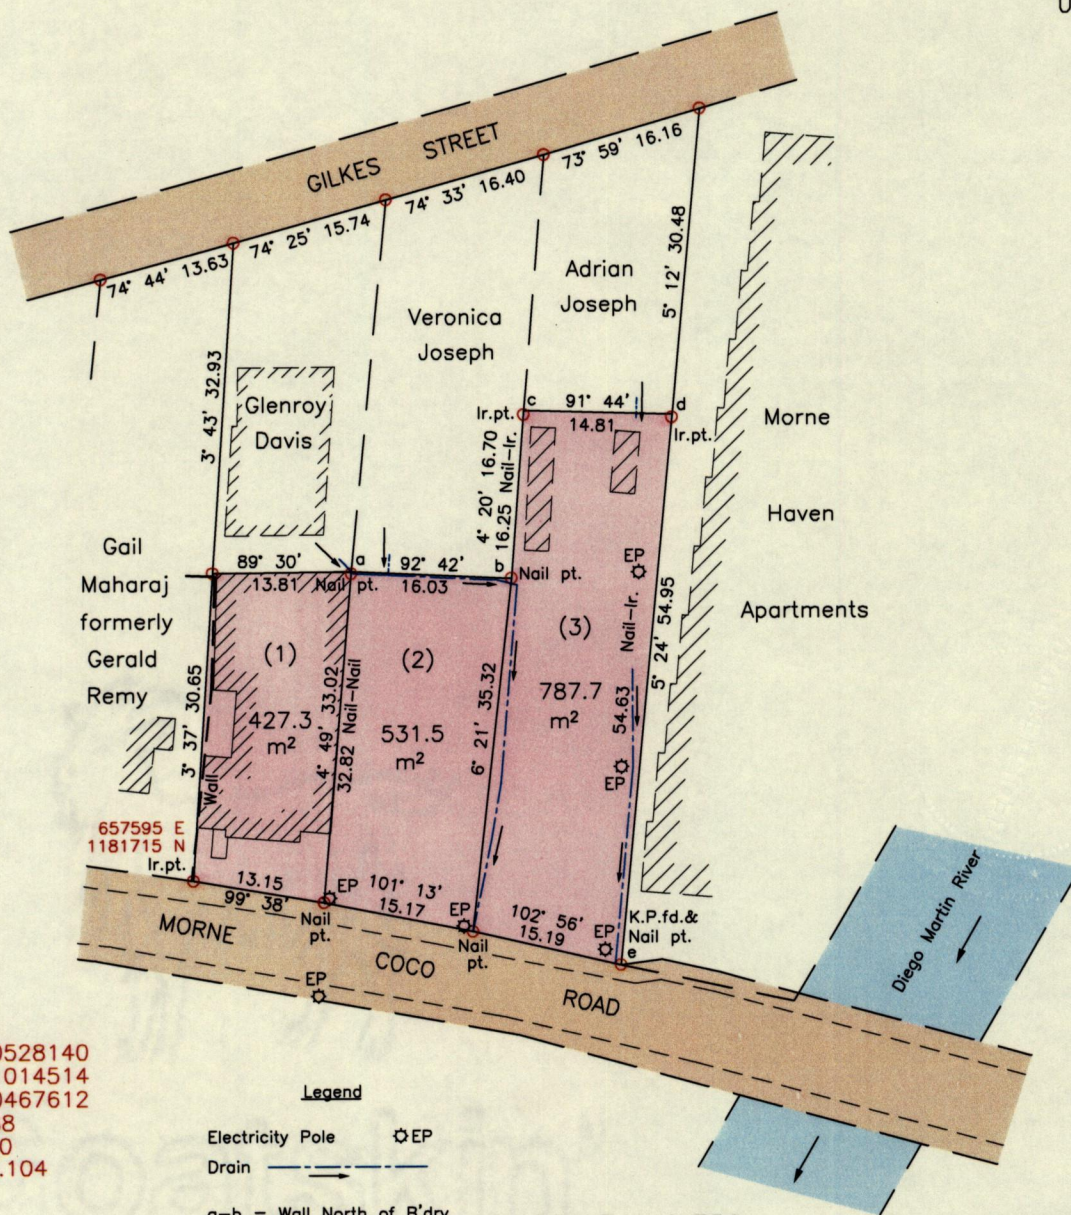 GILKES STREET
74° 44' 13.63
74° 25' 15.74
74° 33' 16.40
73° 59' 16.16
5° 12' 30.48
Adrian
Joseph
Veronica
Joseph
3° 43' 32.93
Glenroy
Davis
c 91° 44' d
Ir.pt. 14.81 Ir.pt.
4° 20' 16.70
16.25 Nail-Ir.
Morne
Haven
Apartments
Gail
Maharaj
formerly
Gerald
Remy
89° 30' a 92° 42' b
13.81 Nail pt. 16.03 Nail pt.
EP
(1)
(2)
(3)
427.3
m²
531.5
m²
787.7
m²
3° 37' 30.65
Wall
4° 49' 33.02
32.82 Nail-Nail
6° 21' 35.32
Nail-Ir.
54.63
5° 24' 54.95
EP
657595 E
1181715 N
Ir.pt.
13.15
99° 38'
EP
Nail
pt.
101° 13'
15.17
EP
Nail
pt.
102° 56'
15.19
EP
K.P.fd.&
Nail pt.
e
MORNE COCO ROAD
EP
Diego Martin River
0528140
014514
0467612
8
0
.104
Legend
Electricity Pole EP
Drain
a-b = Wall North of B'dry